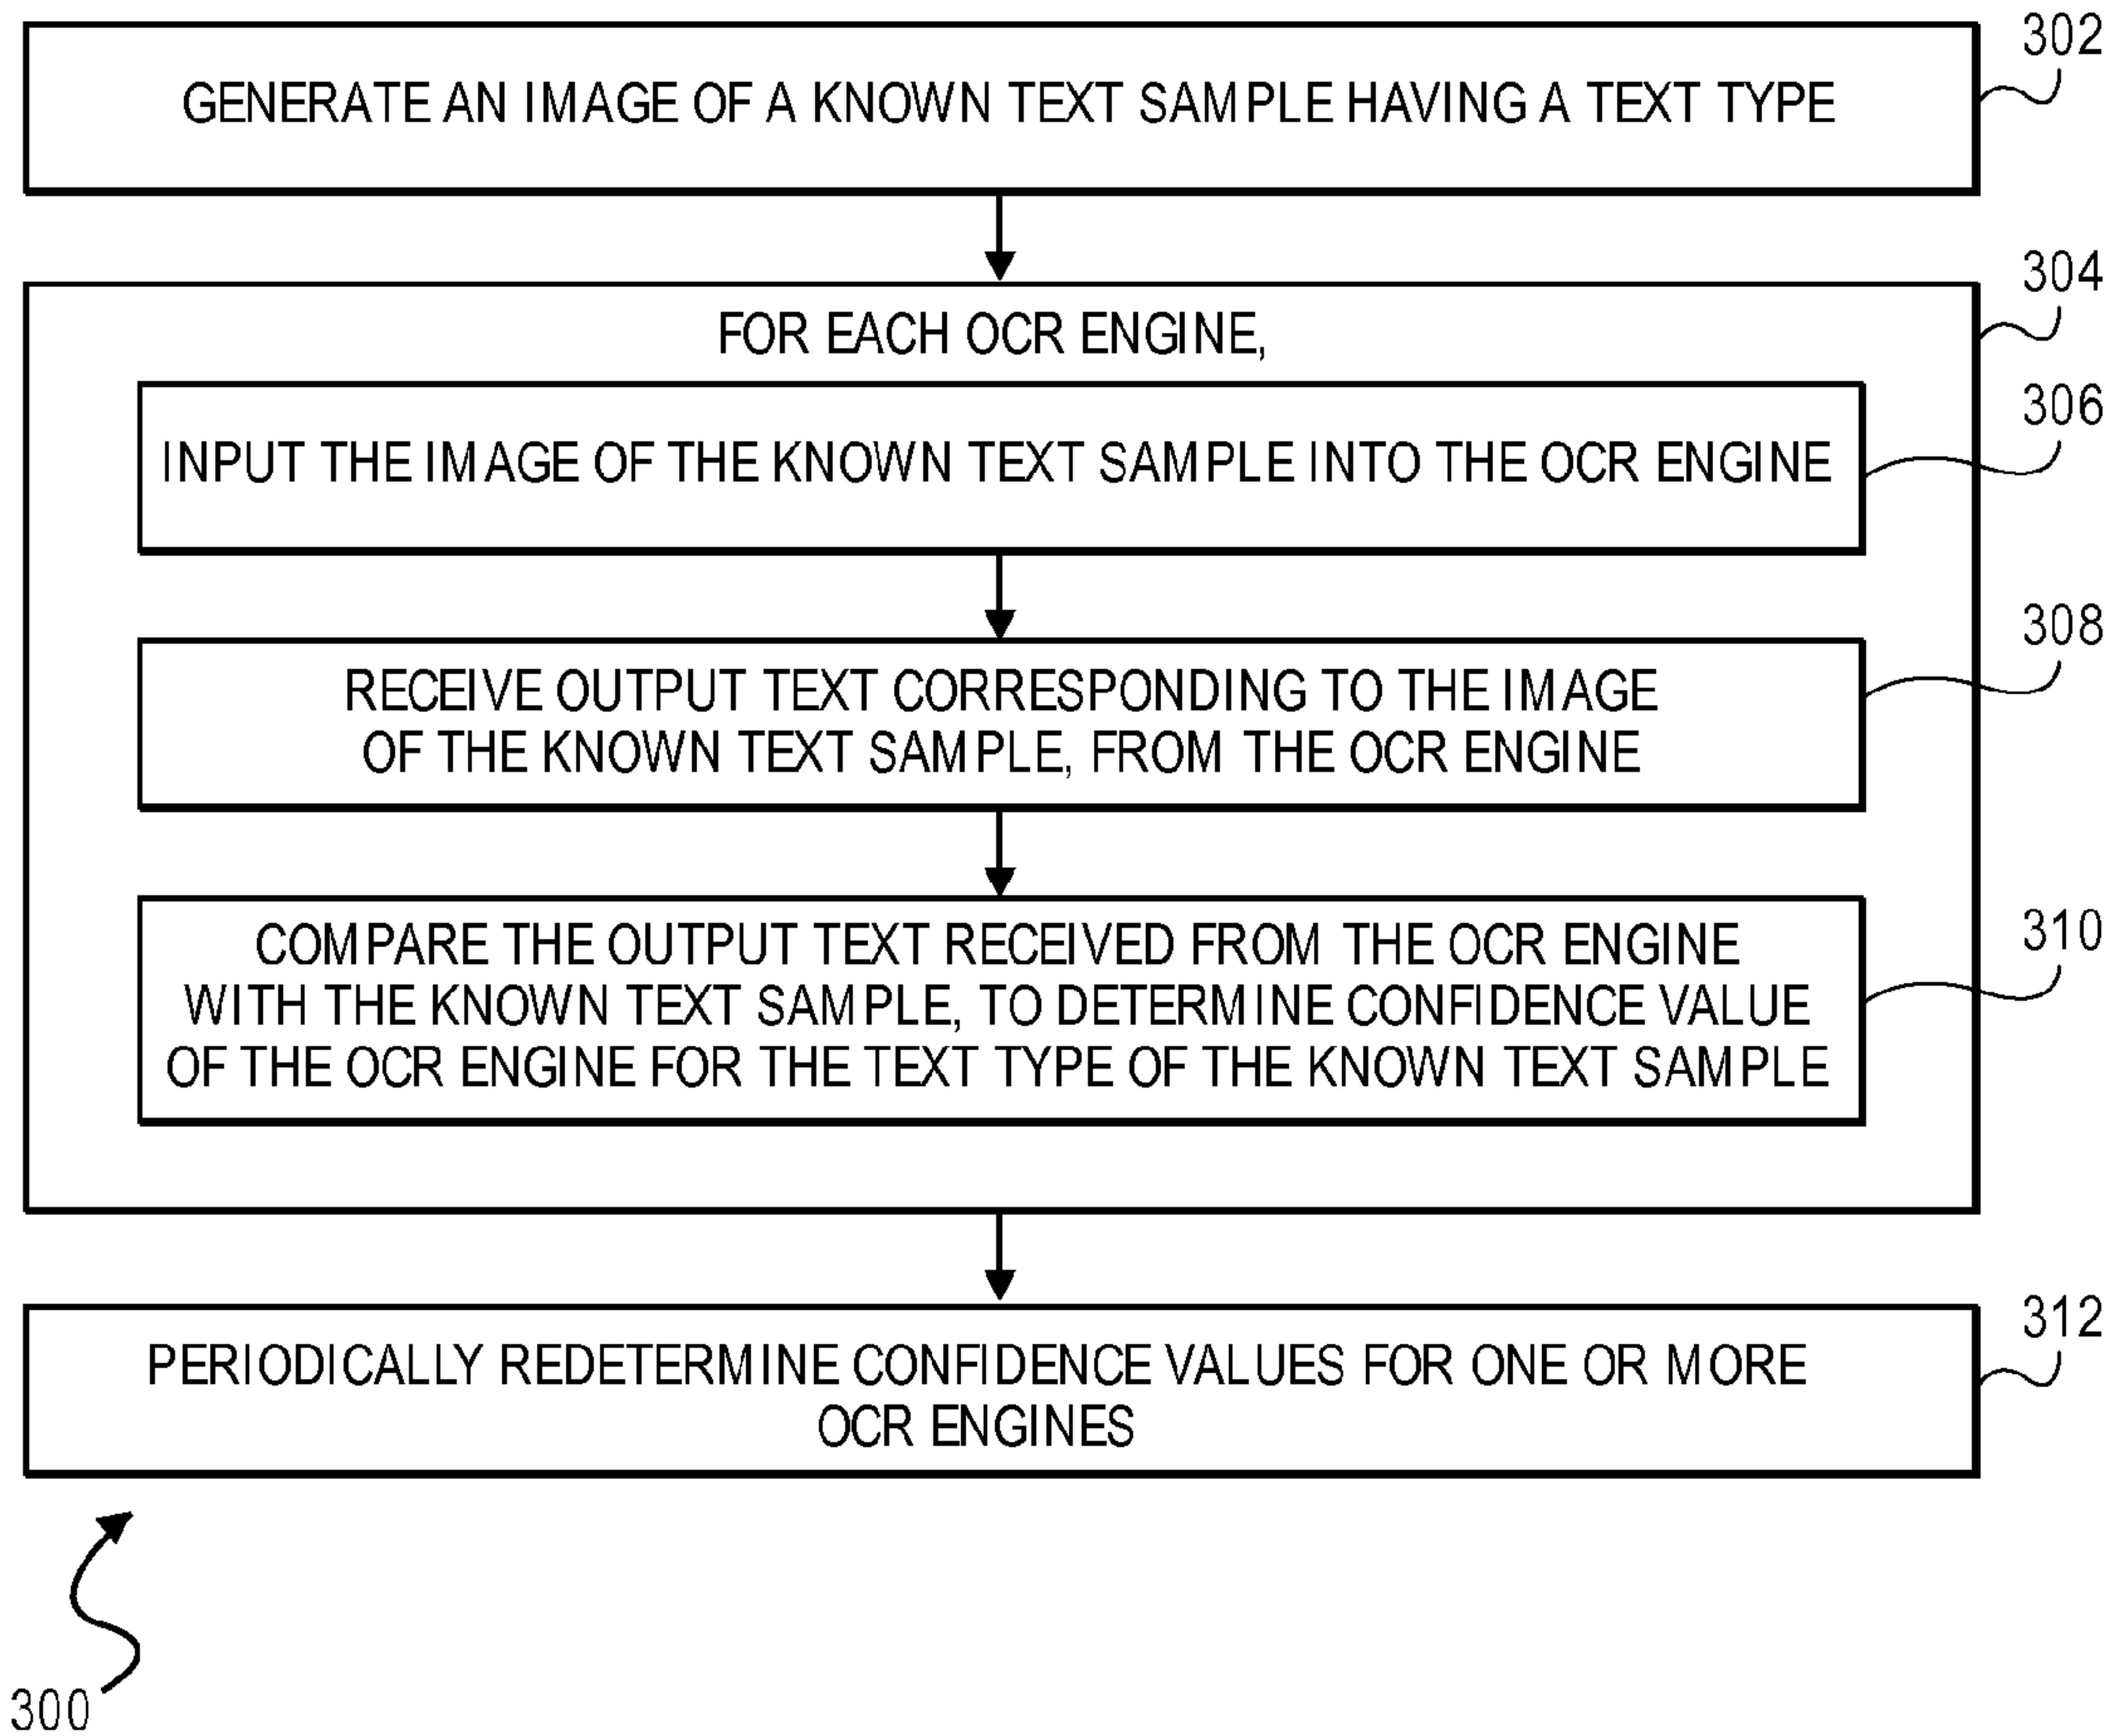 302
GENERATE AN IMAGE OF A KNOWN TEXT SAMPLE HAVING A TEXT TYPE
304
FOR EACH OCR ENGINE,
306
INPUT THE IMAGE OF THE KNOWN TEXT SAMPLE INTO THE OCR ENGINE
308
RECEIVE OUTPUT TEXT CORRESPONDING TO THE IMAGE
OF THE KNOWN TEXT SAMPLE, FROM THE OCR ENGINE
310
COMPARE THE OUTPUT TEXT RECEIVED FROM THE OCR ENGINE
WITH THE KNOWN TEXT SAMPLE, TO DETERMINE CONFIDENCE VALUE
OF THE OCR ENGINE FOR THE TEXT TYPE OF THE KNOWN TEXT SAMPLE
312
PERIODICALLY REDETERMINE CONFIDENCE VALUES FOR ONE OR MORE
OCR ENGINES
300